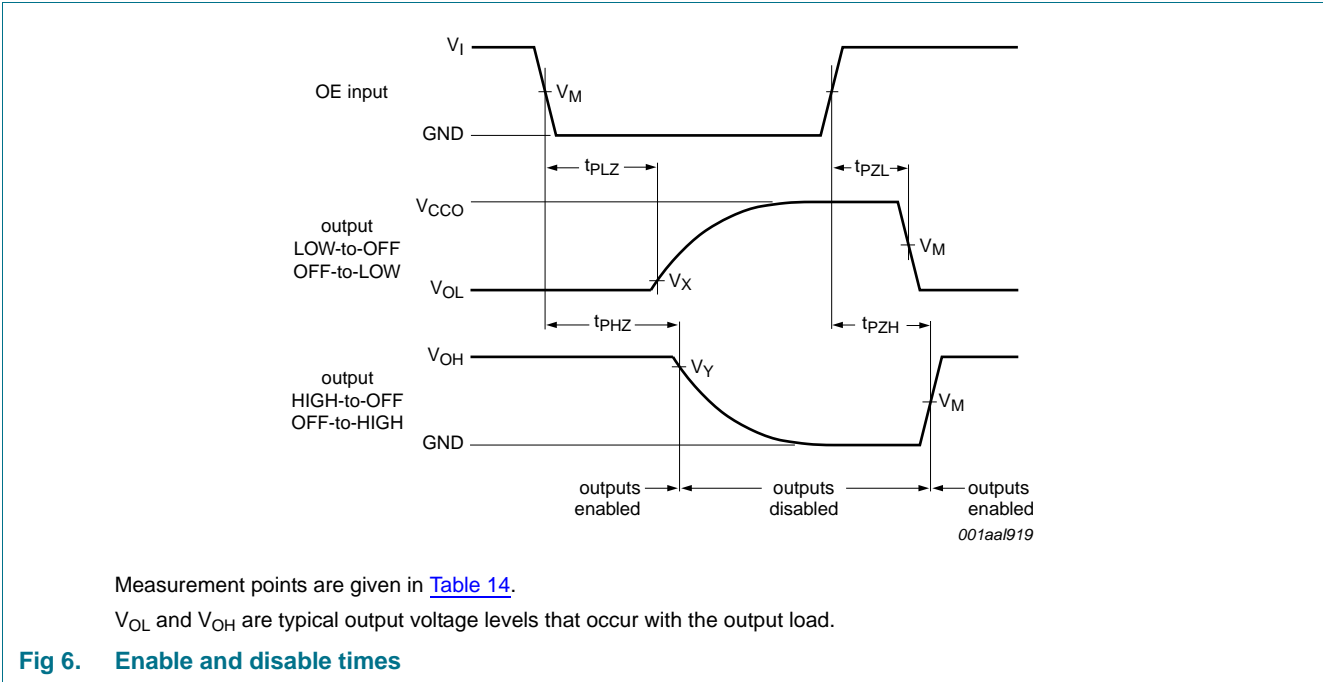 VI
OE input
VM
GND
tPLZ
tPZL
VCCO
output
LOW-to-OFF
OFF-to-LOW
VM
VX
VOL
tPHZ
tPZH
VOH
VY
output
HIGH-to-OFF
OFF-to-HIGH
VM
GND
outputs
enabled
outputs
disabled
outputs
enabled
001aal919
Measurement points are given in Table 14.
VOL and VOH are typical output voltage levels that occur with the output load.
Fig 6. Enable and disable times